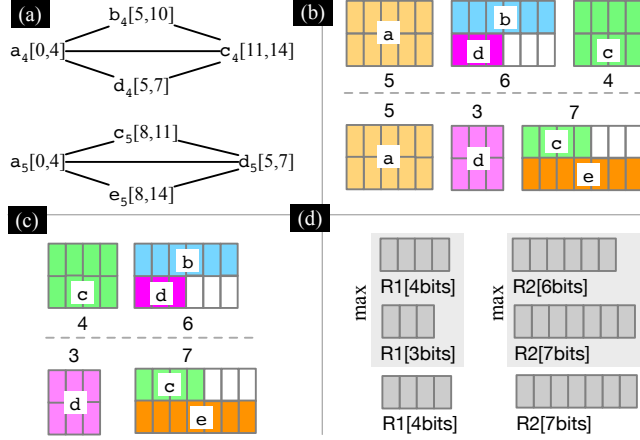 (a)
b4[5,10]
a4[0,4] c4[11,14]
d4[5,7]
c5[8,11]
a5[0,4] d5[5,7]
e5[8,14]
(b)
a b d c
5 6 4
5 3 7
a d c e
(c)
c b d
4 6
3 7
d c e
(d)
max R1[4bits] max R2[6bits]
R1[3bits] R2[7bits]
R1[4bits] R2[7bits]